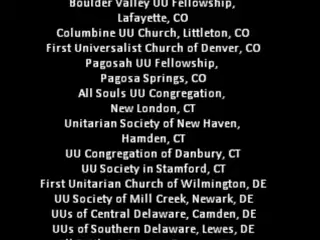 Boulder Valley UU Fellowship,
Lafayette, CO
Columbine UU Church, Littleton, CO
First Universalist Church of Denver, CO
Pagosah UU Fellowship,
Pagosa Springs, CO
All Souls UU Congregation,
New London, CT
Unitarian Society of New Haven,
Hamden, CT
UU Congregation of Danbury, CT
UU Society in Stamford, CT
First Unitarian Church of Wilmington, DE
UU Society of Mill Creek, Newark, DE
UUs of Central Delaware, Camden, DE
UUs of Southern Delaware, Lewes, DE